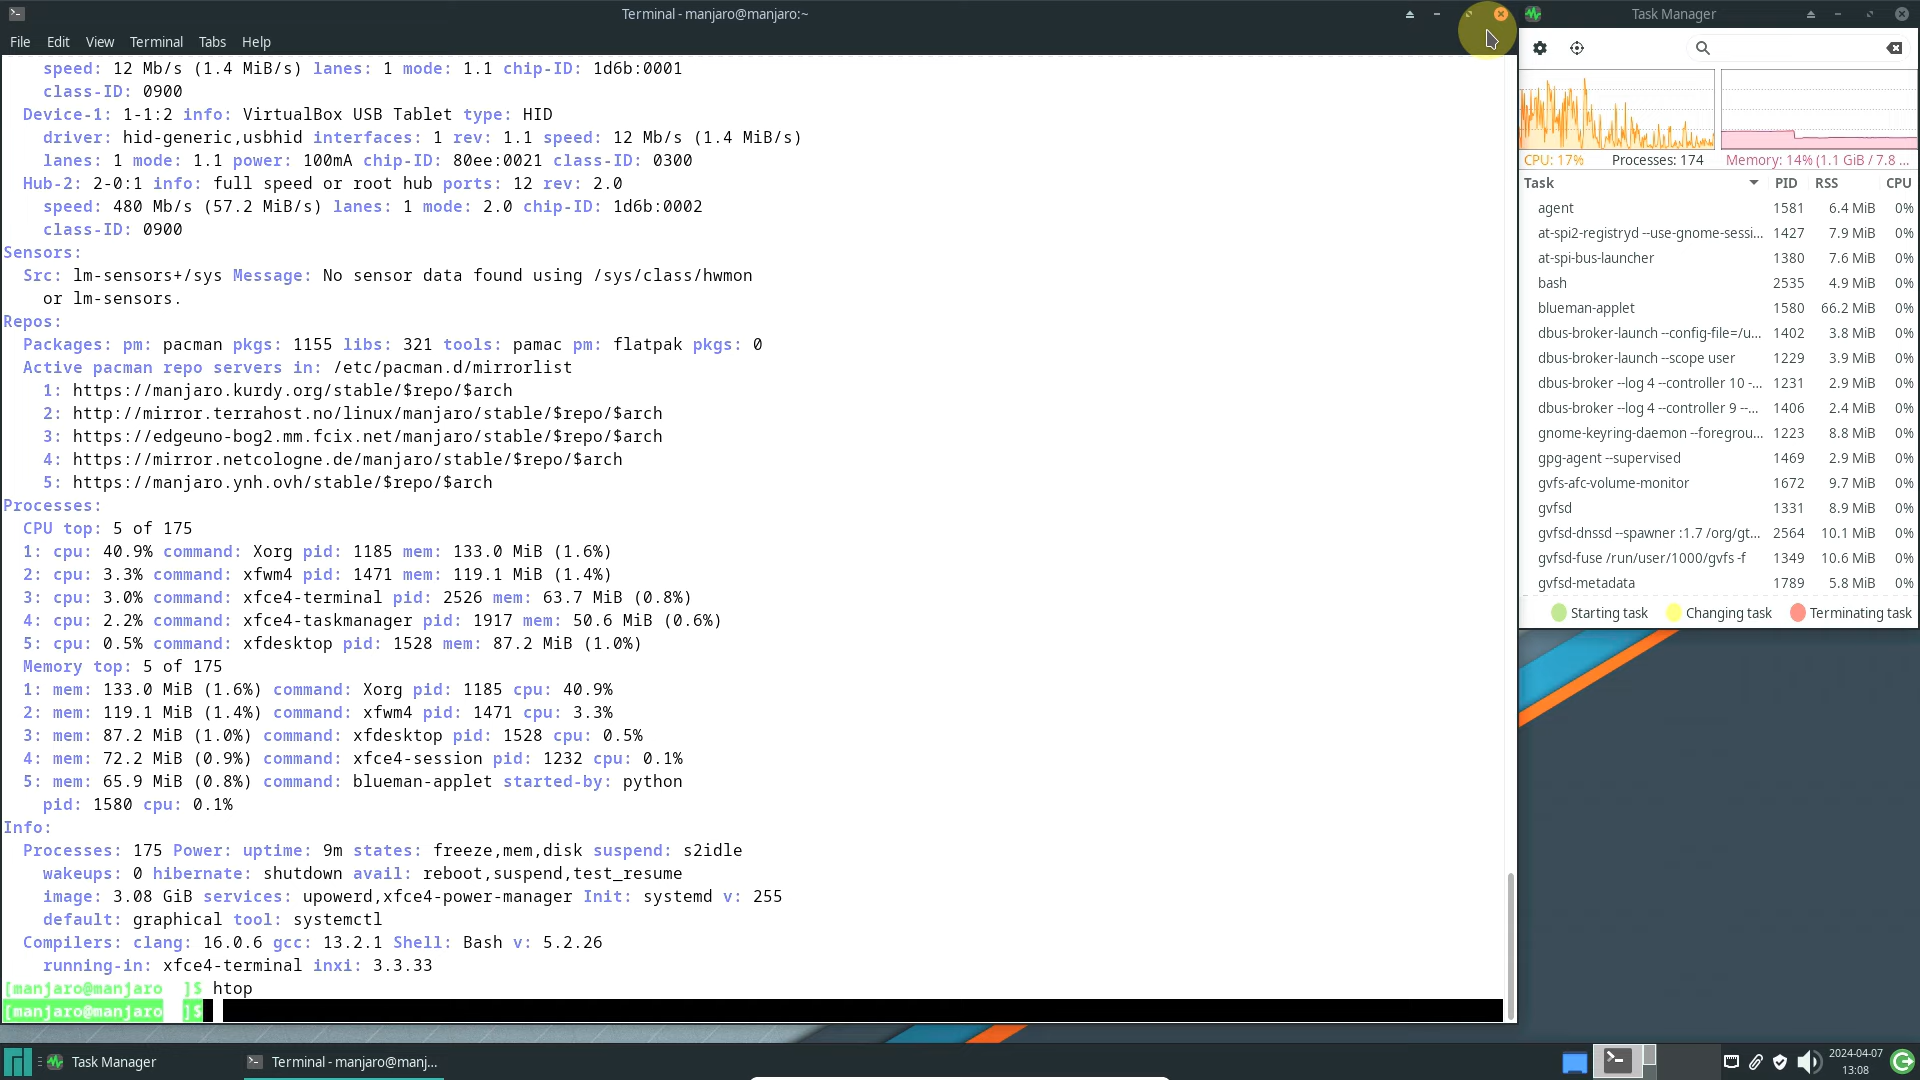 Terminal - manjaro@manjaro:~
File Edit View Terminal Tabs Help
speed: 12 Mb/s (1.4 MiB/s) lanes: 1 mode: 1.1 chip-ID: 1d6b:0001
class-ID: 0900
Device-1: 1-1:2 info: VirtualBox USB Tablet type: HID
driver: hid-generic,usbhid interfaces: 1 rev: 1.1 speed: 12 Mb/s (1.4 MiB/s)
lanes: 1 mode: 1.1 power: 100mA chip-ID: 80ee:0021 class-ID: 0300
Hub-2: 2-0:1 info: full speed or root hub ports: 12 rev: 2.0
speed: 480 Mb/s (57.2 MiB/s) lanes: 1 mode: 2.0 chip-ID: 1d6b:0002
class-ID: 0900
Sensors:
Src: lm-sensors+/sys Message: No sensor data found using /sys/class/hwmon
or lm-sensors.
Repos:
Packages: pm: pacman pkgs: 1155 libs: 321 tools: pamac pm: flatpak pkgs: 0
Active pacman repo servers in: /etc/pacman.d/mirrorlist
1: https://manjaro.kurdy.org/stable/$repo/$arch
2: http://mirror.terrahost.no/linux/manjaro/stable/$repo/$arch
3: https://edgeuno-bog2.mm.fcix.net/manjaro/stable/$repo/$arch
4: https://mirror.netcologne.de/manjaro/stable/$repo/$arch
5: https://manjaro.ynh.ovh/stable/$repo/$arch
Processes:
CPU top: 5 of 175
1: cpu: 40.9% command: Xorg pid: 1185 mem: 133.0 MiB (1.6%)
2: cpu: 3.3% command: xfwm4 pid: 1471 mem: 119.1 MiB (1.4%)
3: cpu: 3.0% command: xfce4-terminal pid: 2526 mem: 63.7 MiB (0.8%)
4: cpu: 2.2% command: xfce4-taskmanager pid: 1917 mem: 50.6 MiB (0.6%)
5: cpu: 0.5% command: xfdesktop pid: 1528 mem: 87.2 MiB (1.0%)
Memory top: 5 of 175
1: mem: 133.0 MiB (1.6%) command: Xorg pid: 1185 cpu: 40.9%
2: mem: 119.1 MiB (1.4%) command: xfwm4 pid: 1471 cpu: 3.3%
3: mem: 87.2 MiB (1.0%) command: xfdesktop pid: 1528 cpu: 0.5%
4: mem: 72.2 MiB (0.9%) command: xfce4-session pid: 1232 cpu: 0.1%
5: mem: 65.9 MiB (0.8%) command: blueman-applet started-by: python
pid: 1580 cpu: 0.1%
Info:
Processes: 175 Power: uptime: 9m states: freeze,mem,disk suspend: s2idle
wakeups: 0 hibernate: shutdown avail: reboot,suspend,test_resume
image: 3.08 GiB services: upowerd,xfce4-power-manager Init: systemd v: 255
default: graphical tool: systemctl
Compilers: clang: 16.0.6 gcc: 13.2.1 Shell: Bash v: 5.2.26
running-in: xfce4-terminal inxi: 3.3.33
[manjaro@manjaro ]$ htop
[manjaro@manjaro ]$
Task Manager
CPU: 17% Processes: 174 Memory: 14% (1.1 GiB / 7.8 ...
Task PID RSS CPU
agent 1581 6.4 MiB 0%
at-spi2-registryd --use-gnome-sessi... 1427 7.9 MiB 0%
at-spi-bus-launcher 1380 7.6 MiB 0%
bash 2535 4.9 MiB 0%
blueman-applet 1580 66.2 MiB 0%
dbus-broker-launch --config-file=/u... 1402 3.8 MiB 0%
dbus-broker-launch --scope user 1229 3.9 MiB 0%
dbus-broker --log 4 --controller 10 -... 1231 2.9 MiB 0%
dbus-broker --log 4 --controller 9 --... 1406 2.4 MiB 0%
gnome-keyring-daemon --foregrou... 1223 8.8 MiB 0%
gpg-agent --supervised 1469 2.9 MiB 0%
gvfs-afc-volume-monitor 1672 9.7 MiB 0%
gvfsd 1331 8.9 MiB 0%
gvfsd-dnssd --spawner :1.7 /org/gt... 2564 10.1 MiB 0%
gvfsd-fuse /run/user/1000/gvfs -f 1349 10.6 MiB 0%
gvfsd-metadata 1789 5.8 MiB 0%
Starting task Changing task Terminating task
Task Manager Terminal - manjaro@manj...
2024-04-07
13:08